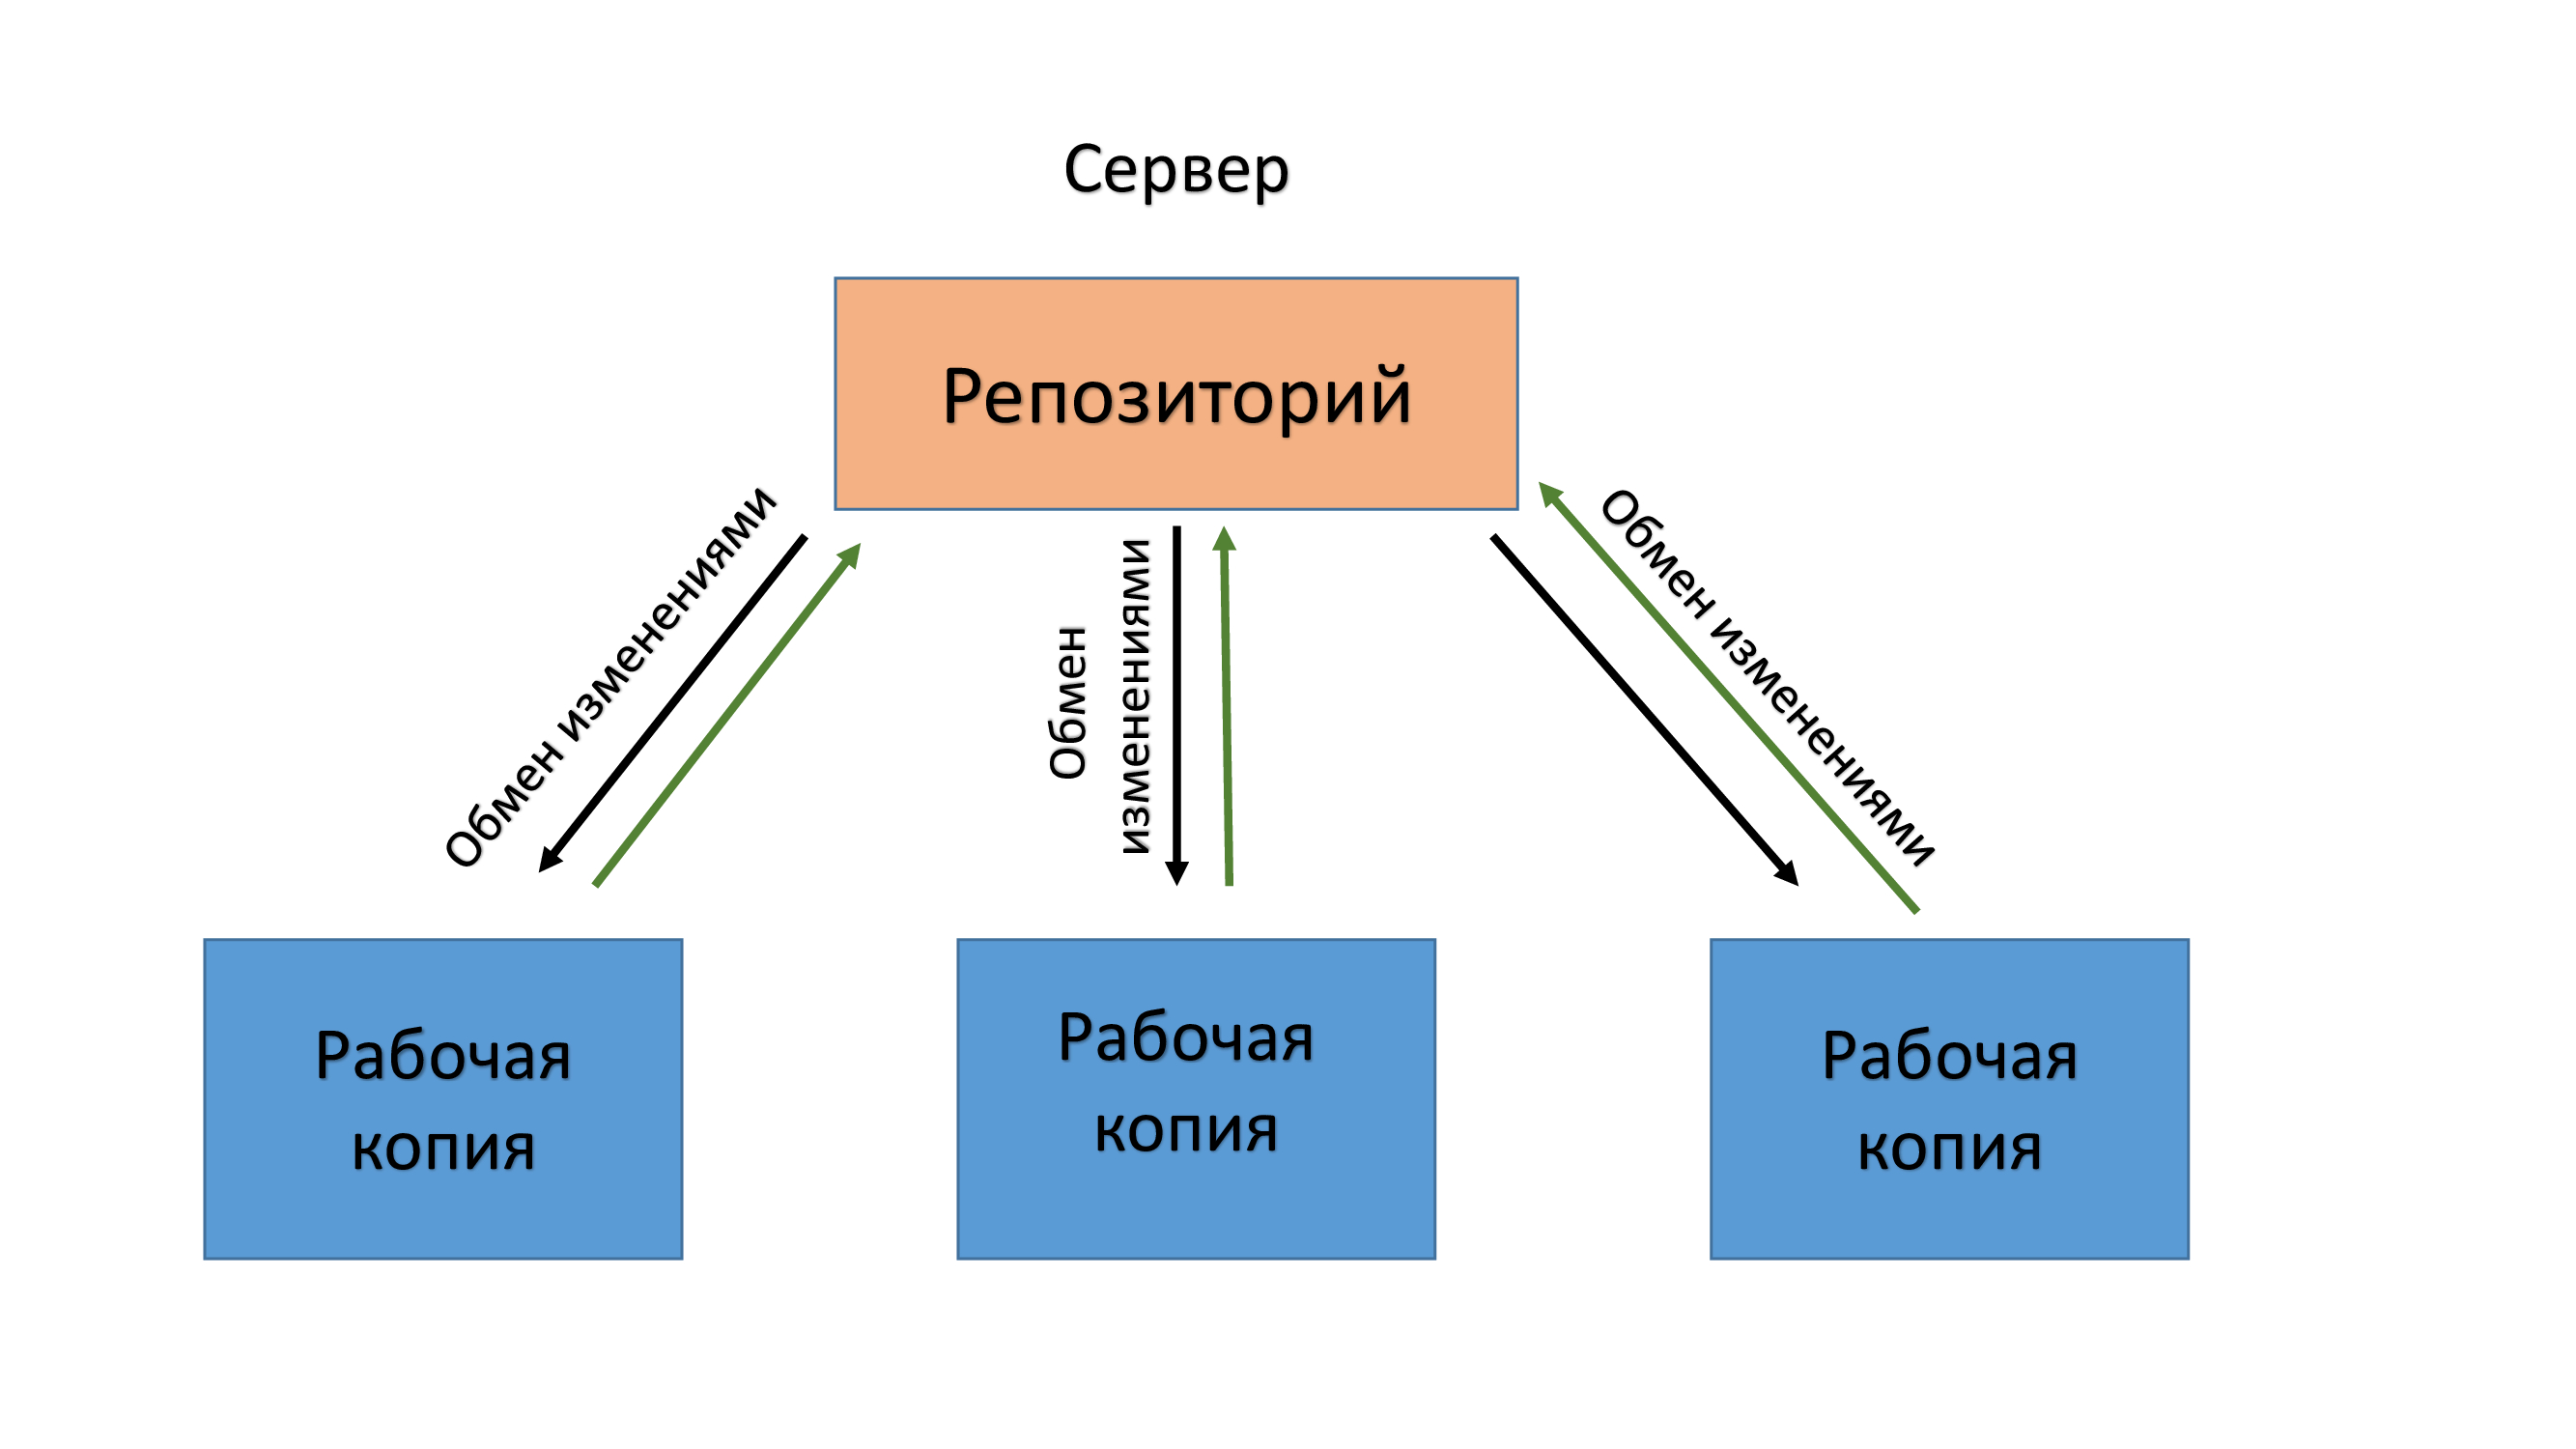 Сервер
Репозиторий
Обмен изменениями
Обмен
изменениями
Обмен изменениями
Рабочая
копия
Рабочая
копия
Рабочая
копия